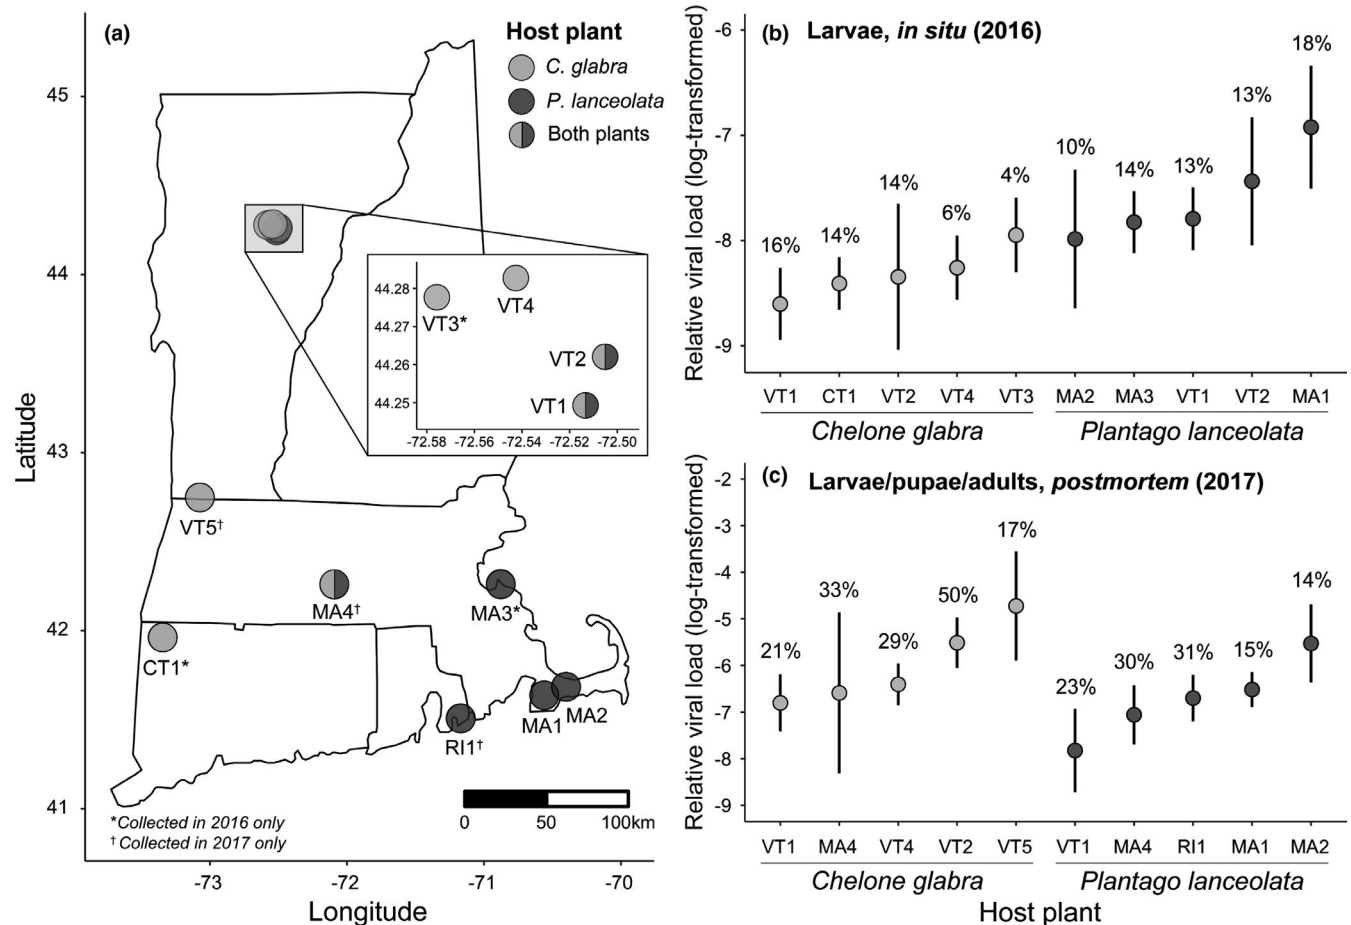 (a)
Host plant
C. glabra
P. lanceolata
Both plants
Latitude
45
44
43
42
41
44.28
44.27
44.26
44.25
-72.58 -72.56 -72.54 -72.52 -72.50
VT3*
VT4
VT2
VT1
VT5†
MA4†
MA3*
CT1*
MA1
MA2
RI1†
*Collected in 2016 only
†Collected in 2017 only
0 50 100km
-73 -72 -71 -70
Longitude
(b) Larvae, in situ (2016)
Relative viral load (log-transformed)
-6
-7
-8
-9
16% 14% 14% 6% 4% 10% 14% 13% 13% 18%
VT1 CT1 VT2 VT4 VT3 MA2 MA3 VT1 VT2 MA1
Chelone glabra Plantago lanceolata
(c) Larvae/pupae/adults, postmortem (2017)
Relative viral load (log-transformed)
-2
-3
-4
-5
-6
-7
-8
-9
21% 33% 29% 50% 17% 23% 30% 31% 15% 14%
VT1 MA4 VT4 VT2 VT5 VT1 MA4 RI1 MA1 MA2
Chelone glabra Plantago lanceolata
Host plant